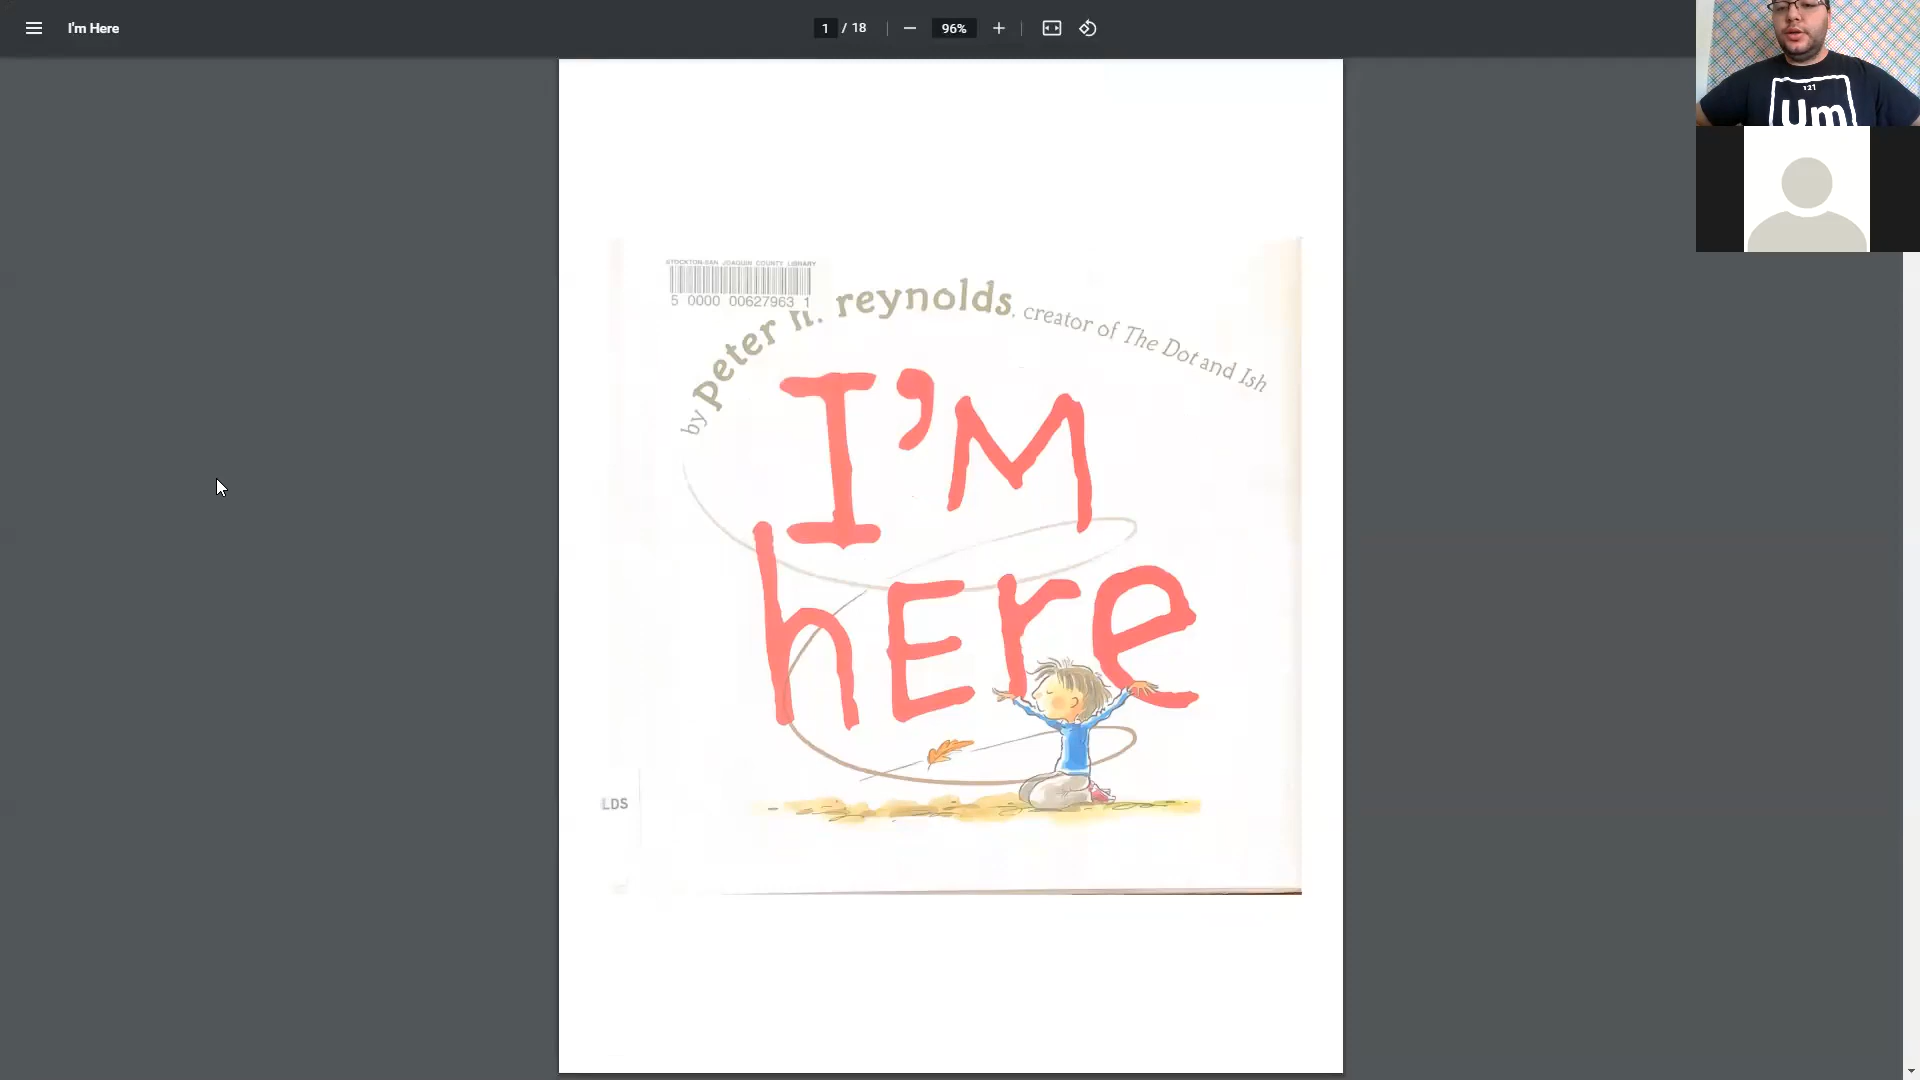 I'm Here
1 / 18
96%
121
Um
STOCKTON-SAN JOAQUIN COUNTY LIBRARY
5 0000 00627963 1
by peter h. reynolds, creator of The Dot and Ish
I'M
hEre
LDS